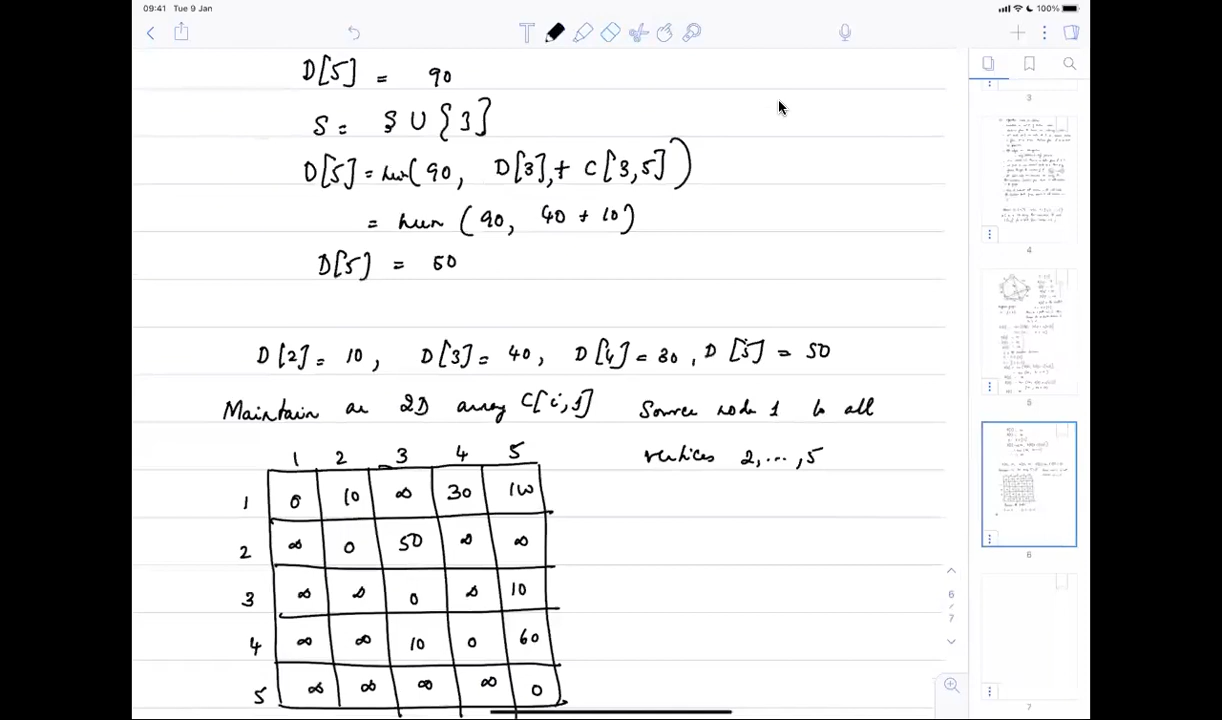 09:41 Tue 9 Jan 100%
D[5] = 90
S = S ∪ {3}
D[5] = min(90, D[3] + C[3,5])
= min (90, 40 + 10)
D[5] = 50
D[2] = 10, D[3] = 40, D[4] = 30, D[5] = 50
Maintain an 2D array C[i,j] Source node 1 to all
vertices 2, ..., 5
1 2 3 4 5
1 0 10 ∞ 30 100
2 ∞ 0 50 ∞ ∞
3 ∞ ∞ 0 ∞ 10
4 ∞ ∞ 10 0 60
5 ∞ ∞ ∞ ∞ 0
3
4
5
6
7
6
/
7